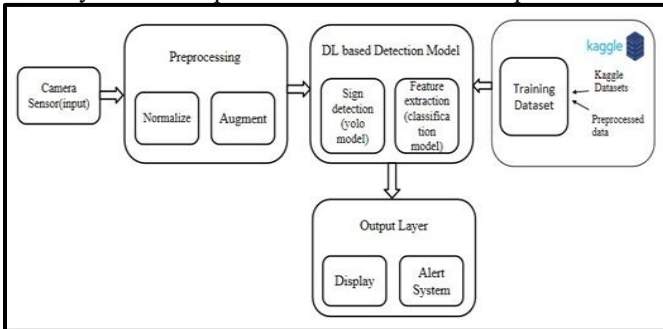 Camera
Sensor(input)
Preprocessing
Normalize
Augment
DL based Detection Model
Sign
detection
(yolo
model)
Feature
extraction
(classifica
tion
model)
kaggle
Training
Dataset
Kaggle
Datasets
Preprocessed
data
Output Layer
Display
Alert
System